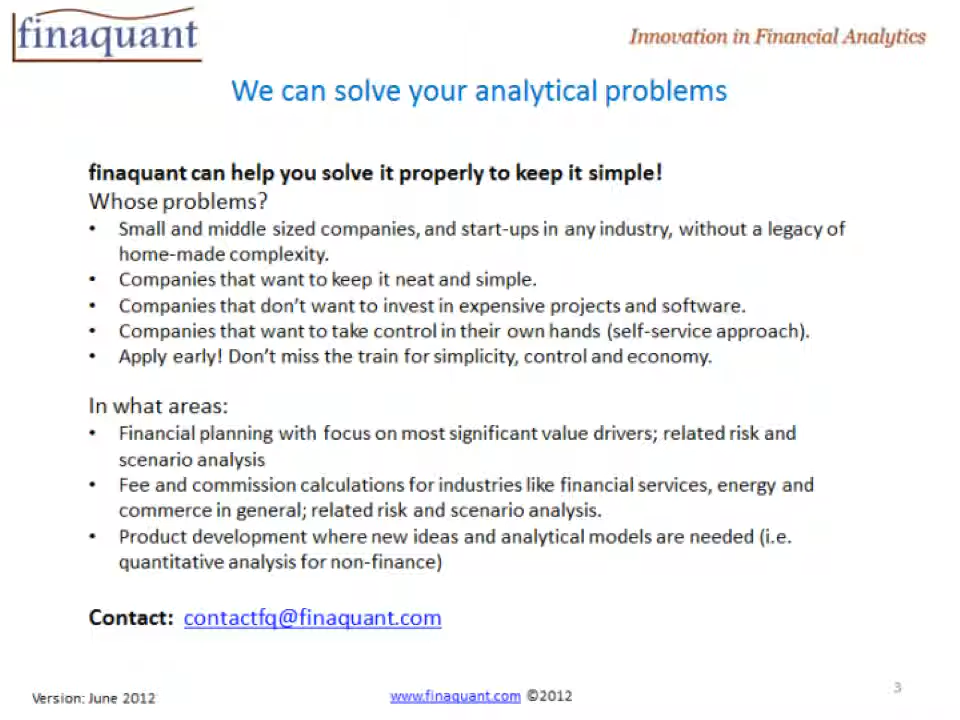 finaquant
Innovation in Financial Analytics
We can solve your analytical problems
finaquant can help you solve it properly to keep it simple!
Whose problems?
• Small and middle sized companies, and start-ups in any industry, without a legacy of
home-made complexity.
• Companies that want to keep it neat and simple.
• Companies that don’t want to invest in expensive projects and software.
• Companies that want to take control in their own hands (self-service approach).
• Apply early! Don’t miss the train for simplicity, control and economy.
In what areas:
• Financial planning with focus on most significant value drivers; related risk and
scenario analysis
• Fee and commission calculations for industries like financial services, energy and
commerce in general; related risk and scenario analysis.
• Product development where new ideas and analytical models are needed (i.e.
quantitative analysis for non-finance)
Contact: contactfq@finaquant.com
Version: June 2012
www.finaquant.com ©2012
3